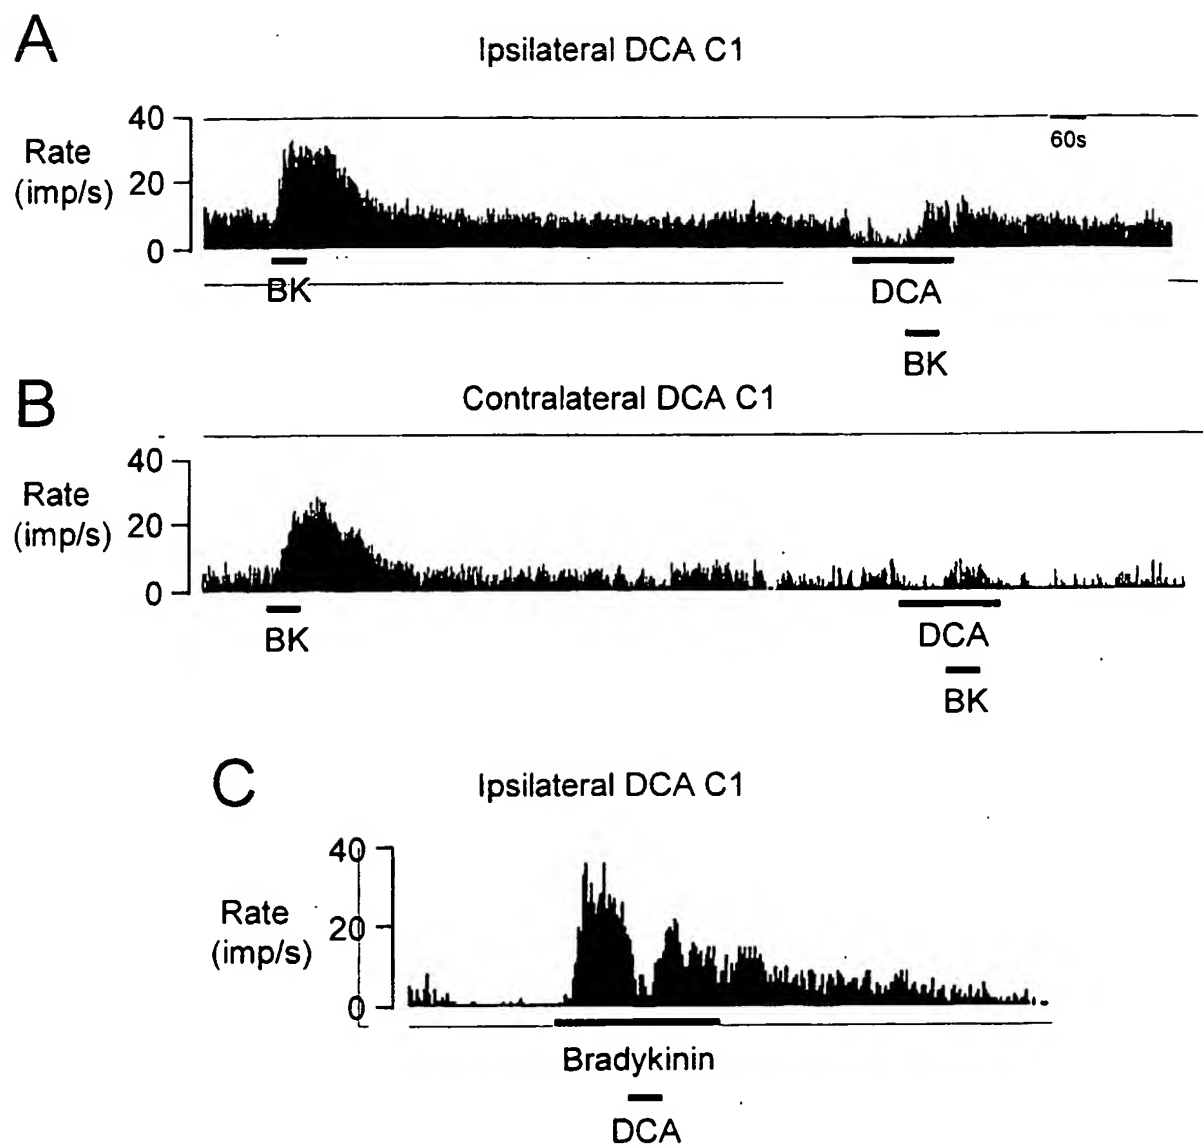 A
Ipsilateral DCA C1
40
60s
Rate
(imp/s)
20
0
BK
DCA
BK
B
Contralateral DCA C1
40
Rate
(imp/s)
20
0
BK
DCA
BK
C
Ipsilateral DCA C1
40
Rate
(imp/s)
20
0
Bradykinin
DCA